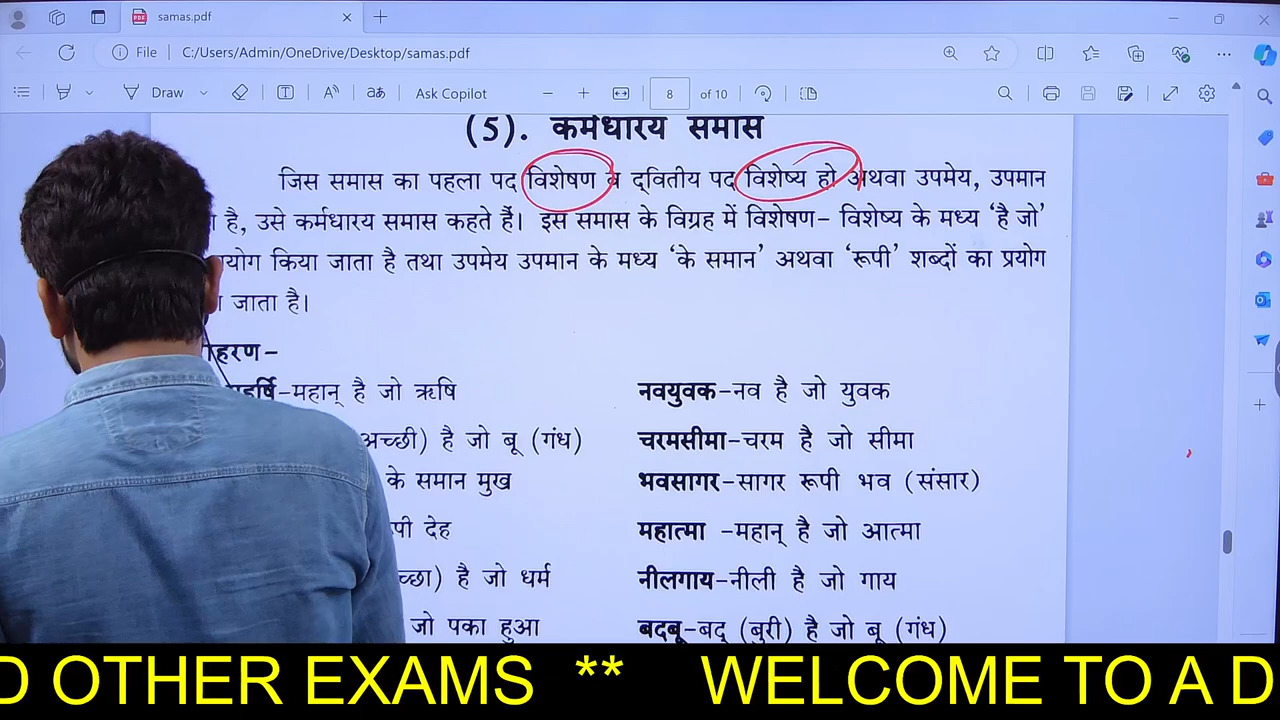 samas.pdf
File C:/Users/Admin/OneDrive/Desktop/samas.pdf
Draw Ask Copilot 8 of 10
(5). कर्मधारय समास
जिस समास का पहला पद विशेषण व द्वितीय पद विशेष्य हो अथवा उपमेय, उपमान
है, उसे कर्मधारय समास कहते हैं। इस समास के विग्रह में विशेषण- विशेष्य के मध्य ‘है जो’
किया जाता है तथा उपमेय उपमान के मध्य ‘के समान’ अथवा ‘रूपी’ शब्दों का प्रयोग
जाता है।
महान् है जो ऋषि नवयुवक-नव है जो युवक
है जो बू (गंध) चरमसीमा-चरम है जो सीमा
के समान मुख भवसागर-सागर रूपी भव (संसार)
देह महात्मा -महान् है जो आत्मा
है जो धर्म नीलगाय-नीली है जो गाय
जो पका हुआ बदबू-बद् (बुरी) है जो बू (गंध)
D OTHER EXAMS ** WELCOME TO A D